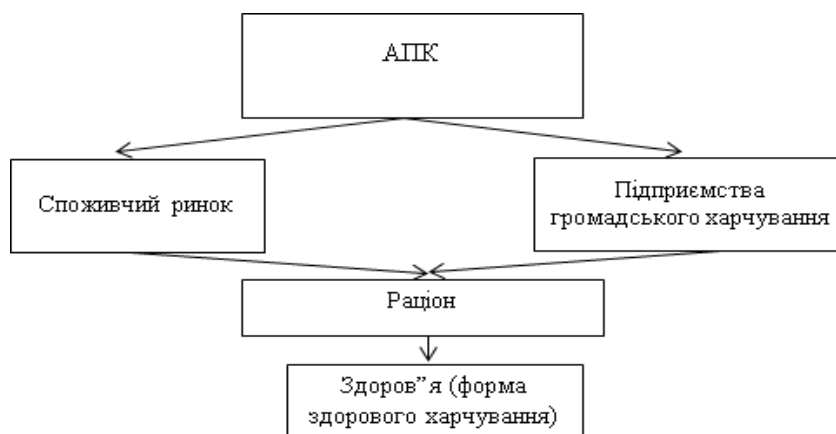 АПК
Споживчий ринок
Підприємства
громадського харчування
Раціон
Здоров”я (форма
здорового харчування)